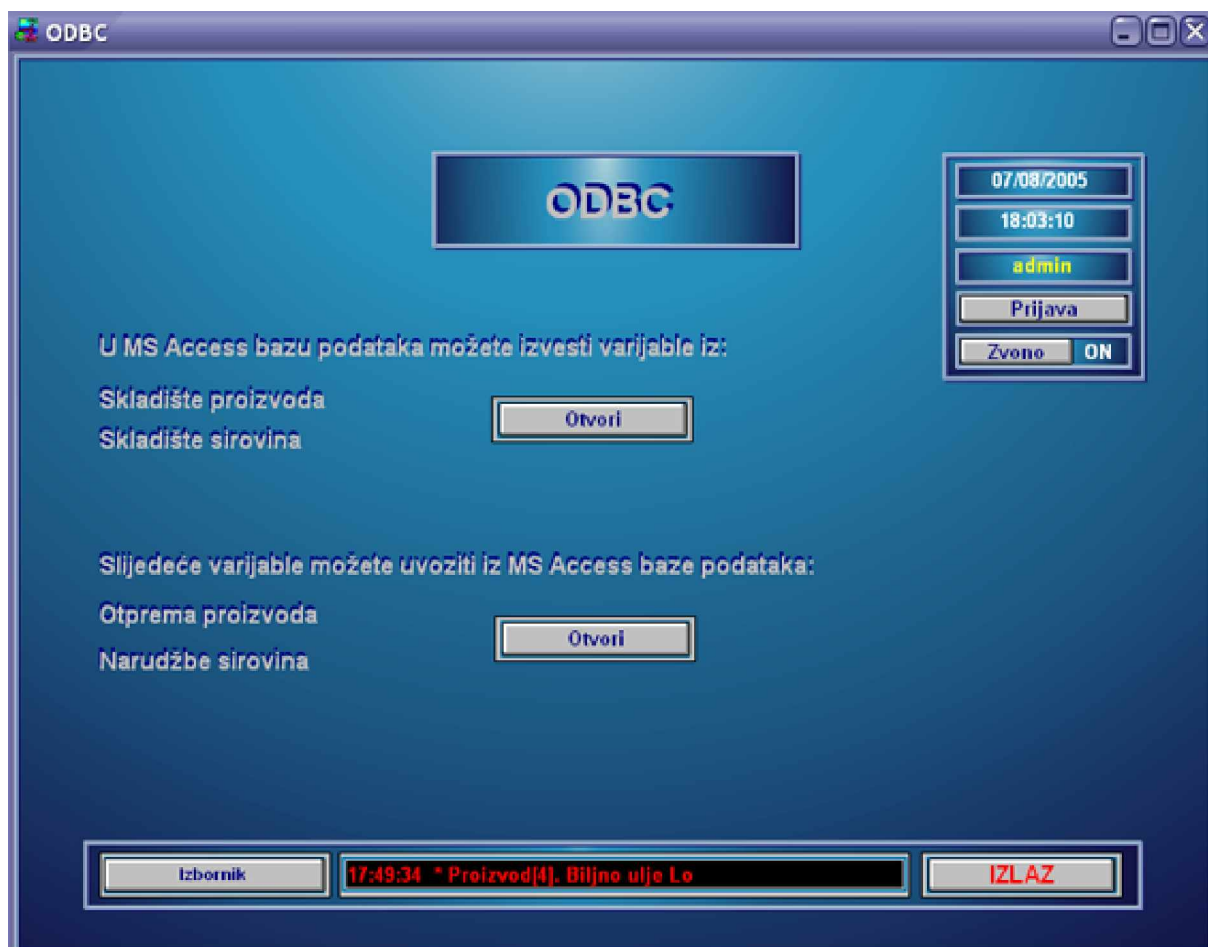 ODBC
ODBC
07/08/2005
18:03:10
admin
Prijava
Zvono ON
U MS Access bazu podataka možete izvesti varijable iz:
Skladište proizvoda
Otvori
Skladište sirovina
Slijedeće varijable možete uvoziti iz MS Access baze podataka:
Otprema proizvoda
Otvori
Narudžbe sirovina
Izbornik
17:49:34 * Proizvod[4]. Biljno ulje Lo
IZLAZ